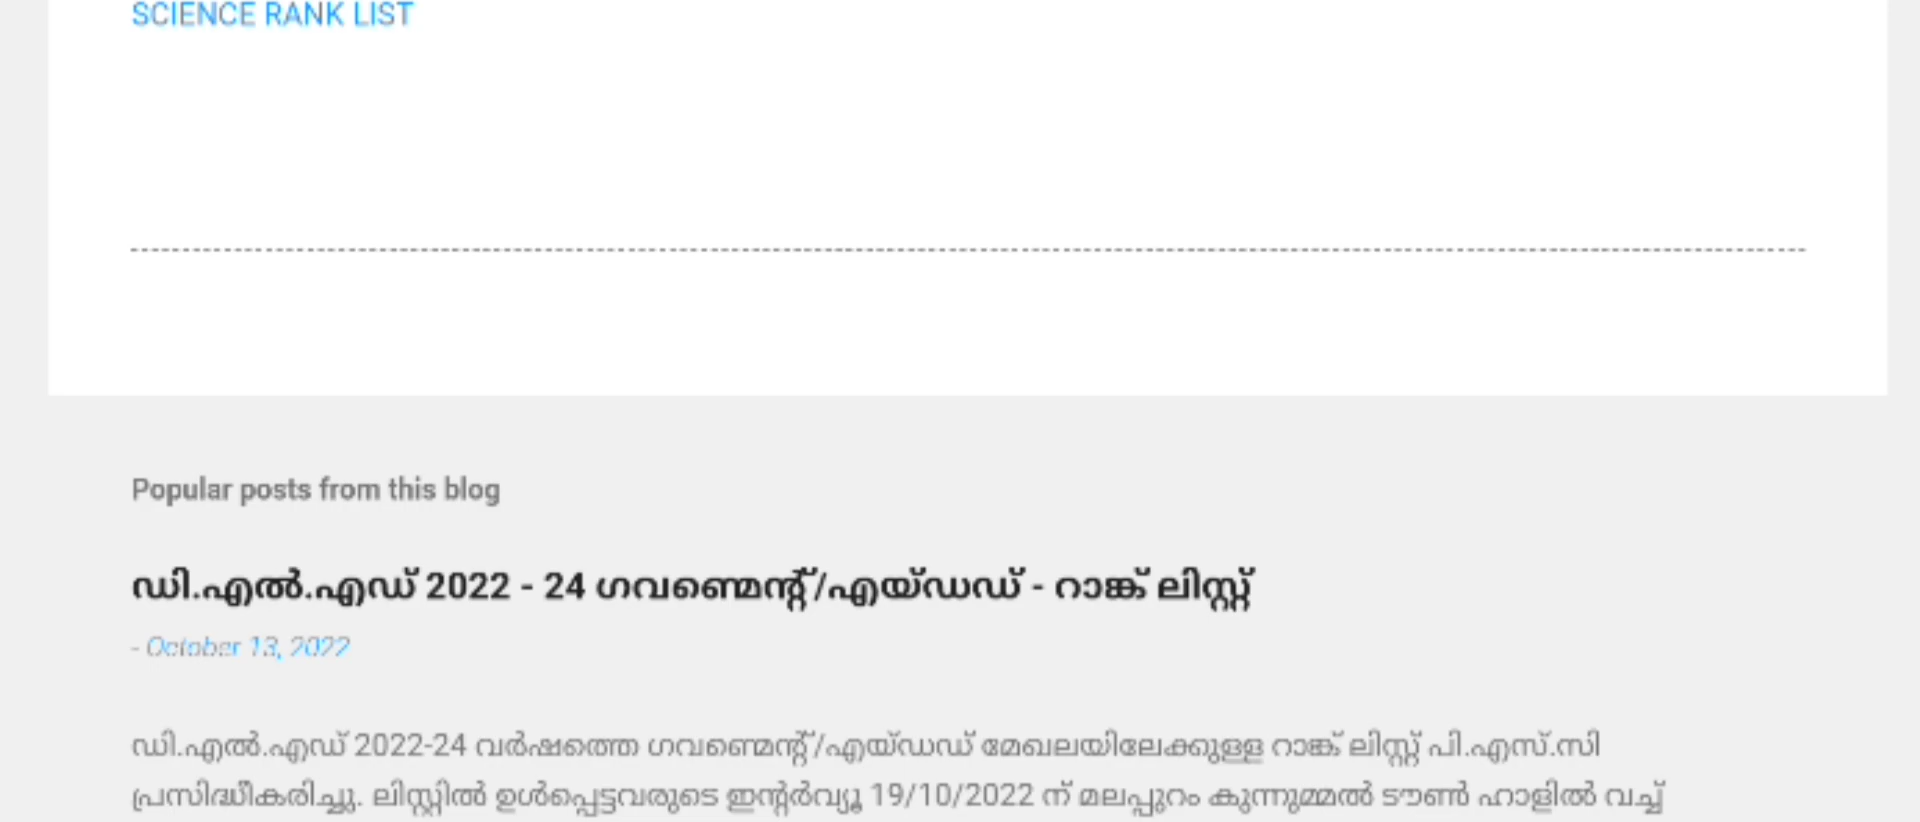 SCIENCE RANK LIST
Popular posts from this blog
ഡി.എൽ.എഡ് 2022 - 24 ഗവണ്മെന്റ്/എയ്ഡഡ് - റാങ്ക് ലിസ്റ്റ്
- October 13, 2022
ഡി.എൽ.എഡ് 2022-24 വർഷത്തെ ഗവണ്മെന്റ്/എയ്ഡഡ് മേഖലയിലേക്കുള്ള റാങ്ക് ലിസ്റ്റ് പി.എസ്.സി
പ്രസിദ്ധീകരിച്ചു. ലിസ്റ്റിൽ ഉൾപ്പെട്ടവരുടെ ഇന്റർവ്യൂ 19/10/2022 ന് മലപ്പുറം കുന്നുമ്മൽ ടൗൺ ഹാളിൽ വച്ച്